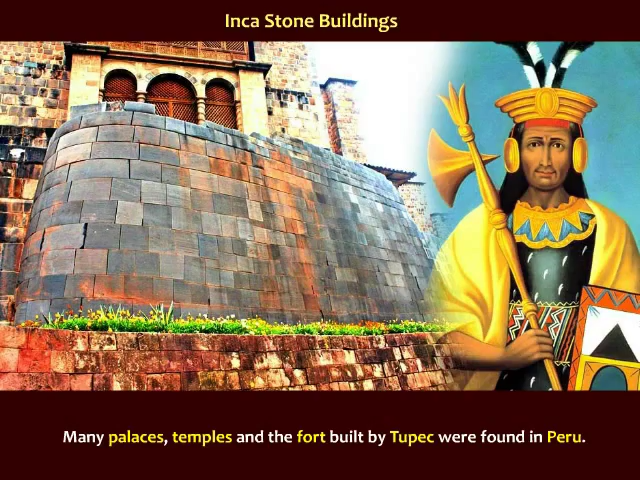 Inca Stone Buildings
Many palaces, temples and the fort built by Tupec were found in Peru.